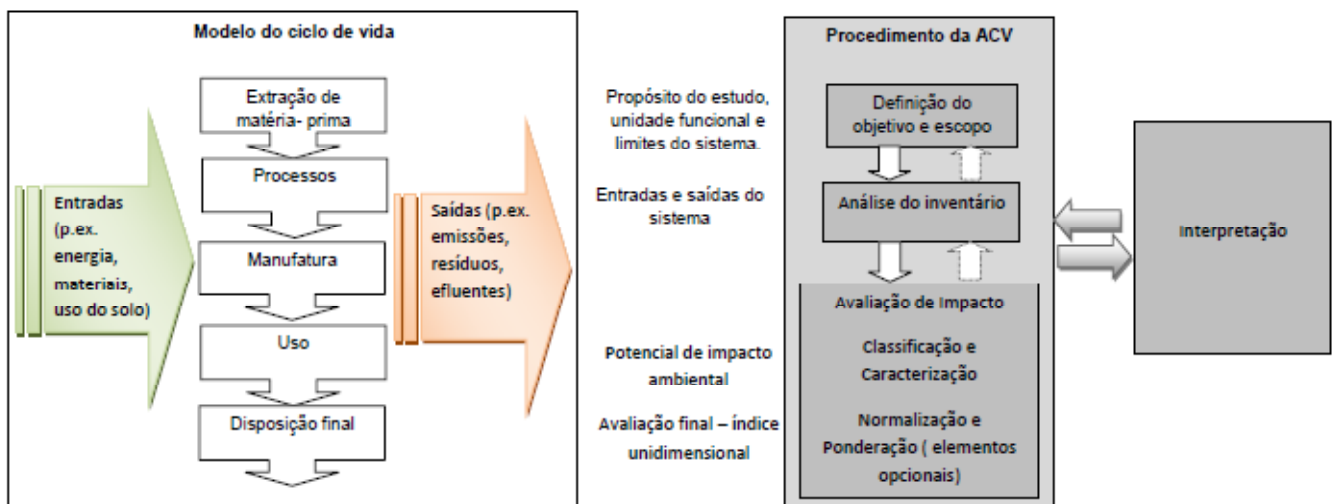 Modelo do ciclo de vida
Extração de
matéria- prima
Processos
Manufatura
Uso
Disposição final
Entradas
(p.ex.
energia,
materiais,
uso do solo)
Saídas (p.ex.
emissões,
resíduos,
efluentes)
Propósito do estudo,
unidade funcional e
limites do sistema.
Entradas e saídas do
sistema
Potencial de impacto
ambiental
Avaliação final – índice
unidimensional
Procedimento da ACV
Definição do
objetivo e escopo
Análise do inventário
Avaliação de Impacto
Classificação e
Caracterização
Normalização e
Ponderação ( elementos
opcionais)
Interpretação